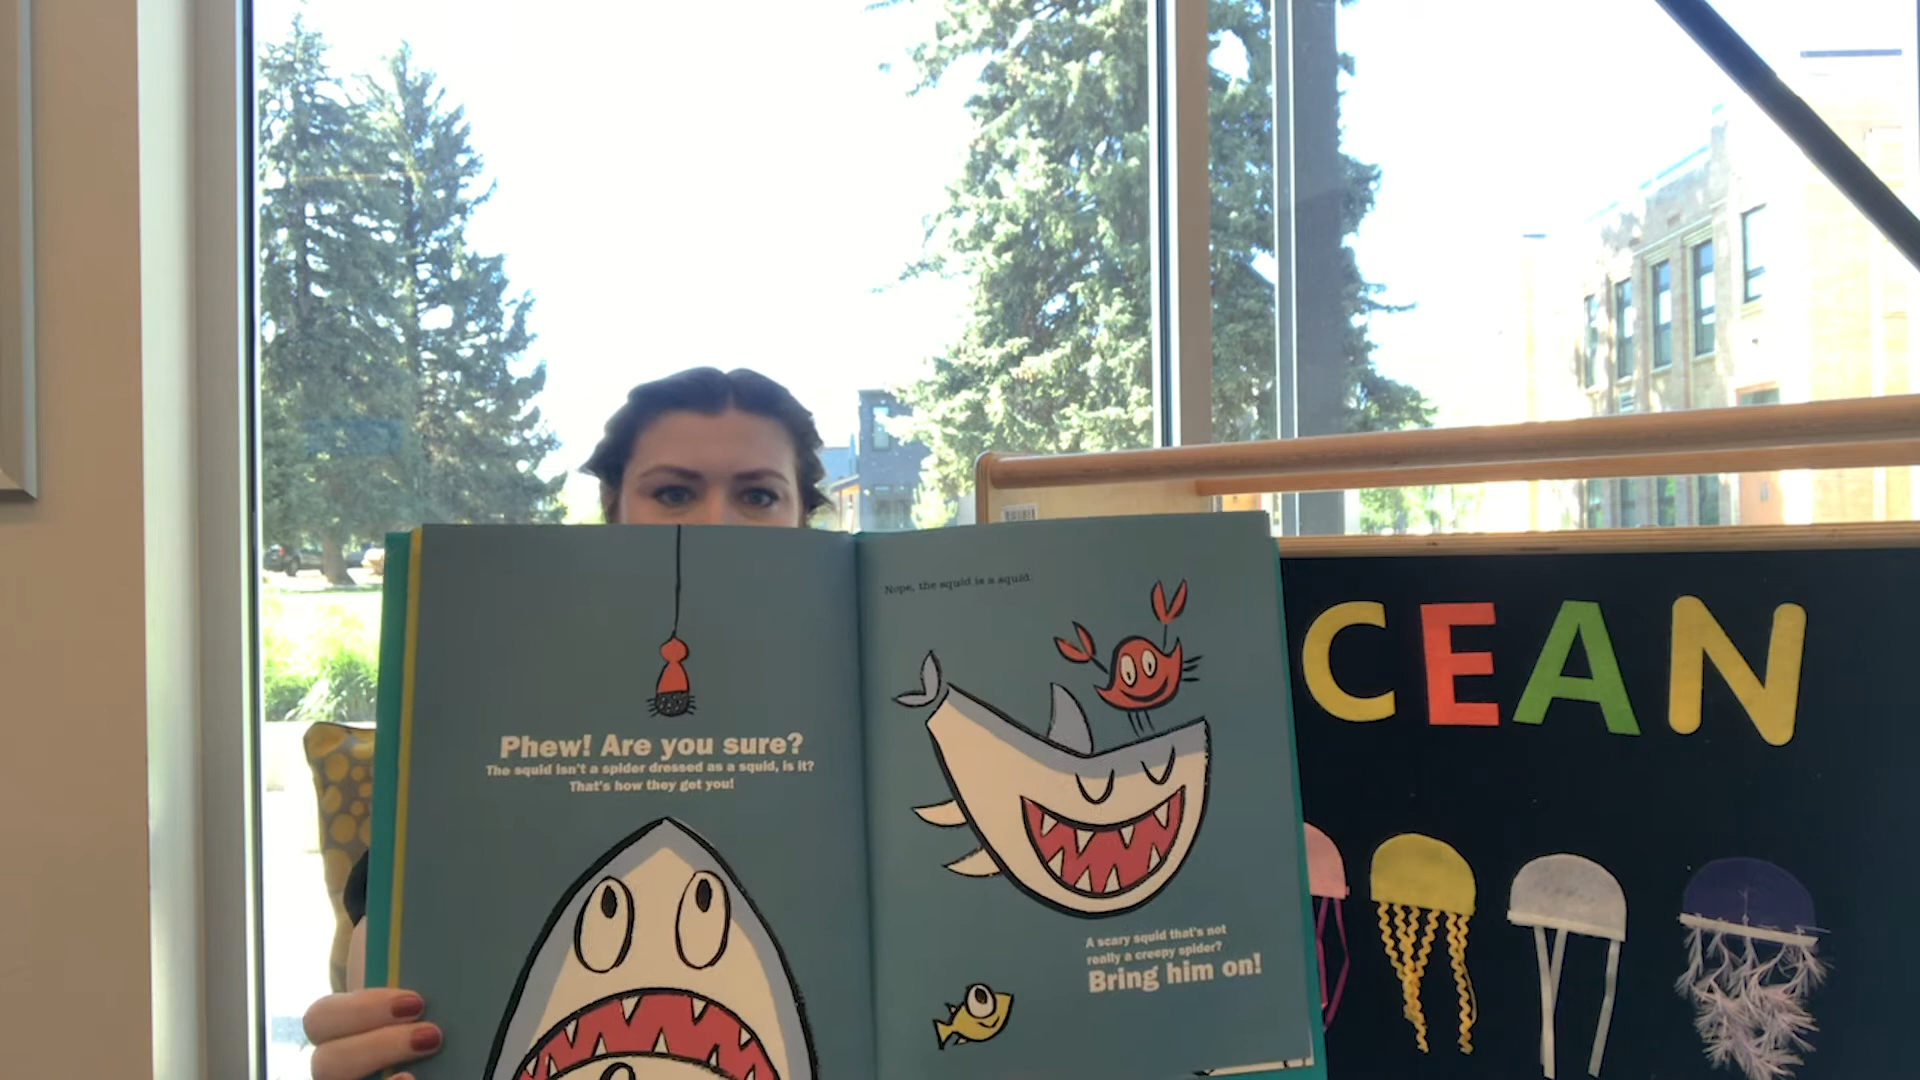 Phew! Are you sure?
The squid isn't a spider dressed as a squid, is it?
That's how they get you!
Nope, the squid is a squid.
A scary squid that's not
really a creepy spider?
Bring him on!
CEAN